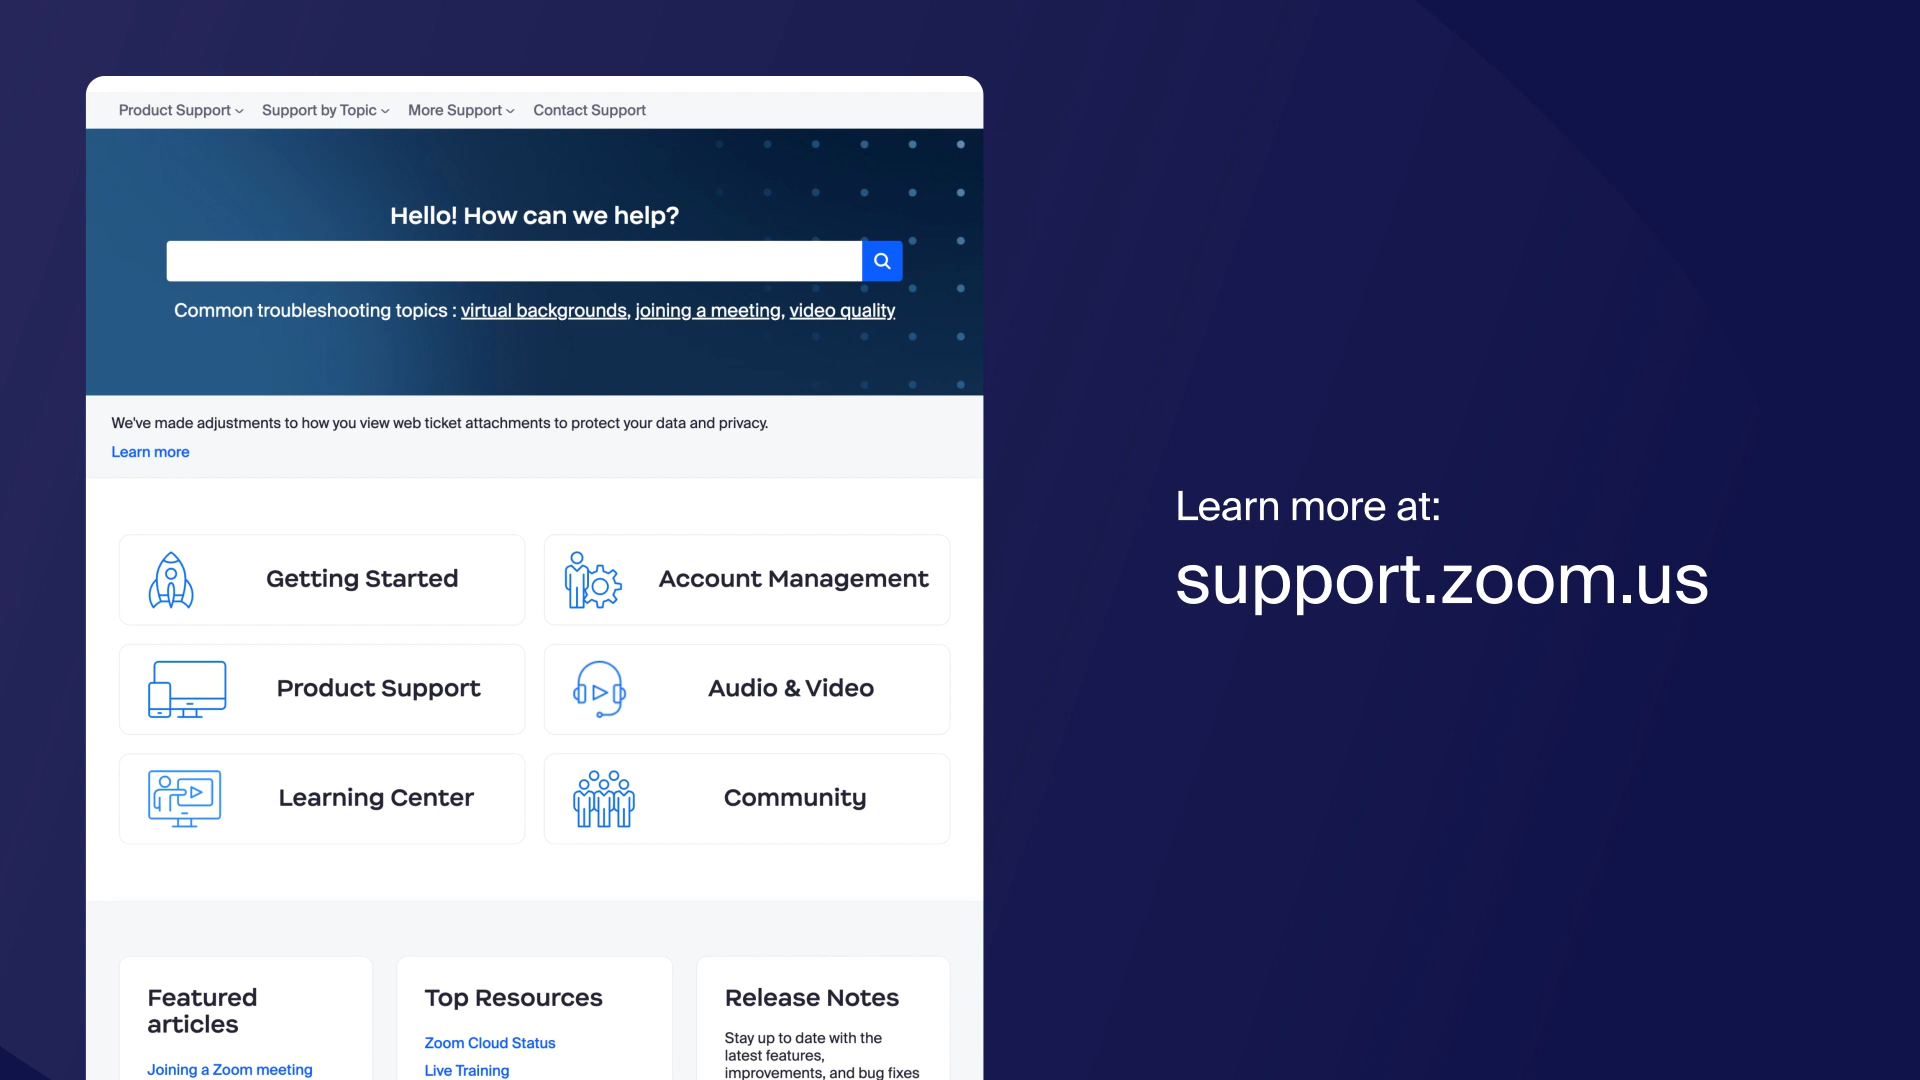 Product Support
Support by Topic
More Support
Contact Support
Hello! How can we help?
Common troubleshooting topics : virtual backgrounds, joining a meeting, video quality
We've made adjustments to how you view web ticket attachments to protect your data and privacy.
Learn more
Getting Started
Account Management
Product Support
Audio & Video
Learning Center
Community
Featured
articles
Joining a Zoom meeting
Top Resources
Zoom Cloud Status
Live Training
Release Notes
Stay up to date with the
latest features,
improvements, and bug fixes
Learn more at:
support.zoom.us